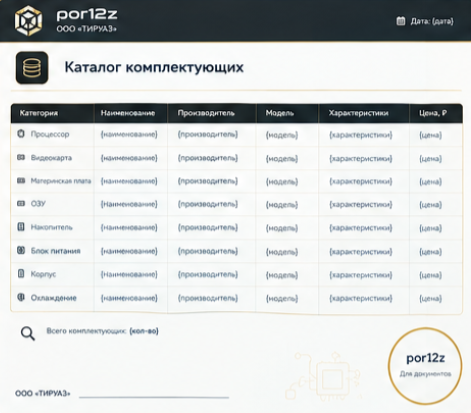 por12z
ООО «ТИРУАЗ»
Дата: {дата}
Каталог комплектующих
Категория Наименование Производитель Модель Характеристики Цена, ₽
Процессор {наименование} {производитель} {модель} {характеристики} {цена}
Видеокарта {наименование} {производитель} {модель} {характеристики} {цена}
Материнская плата {наименование} {производитель} {модель} {характеристики} {цена}
ОЗУ {наименование} {производитель} {модель} {характеристики} {цена}
Накопитель {наименование} {производитель} {модель} {характеристики} {цена}
Блок питания {наименование} {производитель} {модель} {характеристики} {цена}
Корпус {наименование} {производитель} {модель} {характеристики} {цена}
Охлаждение {наименование} {производитель} {модель} {характеристики} {цена}
Всего комплектующих: {кол-во}
por12z
Для документов
ООО «ТИРУАЗ»